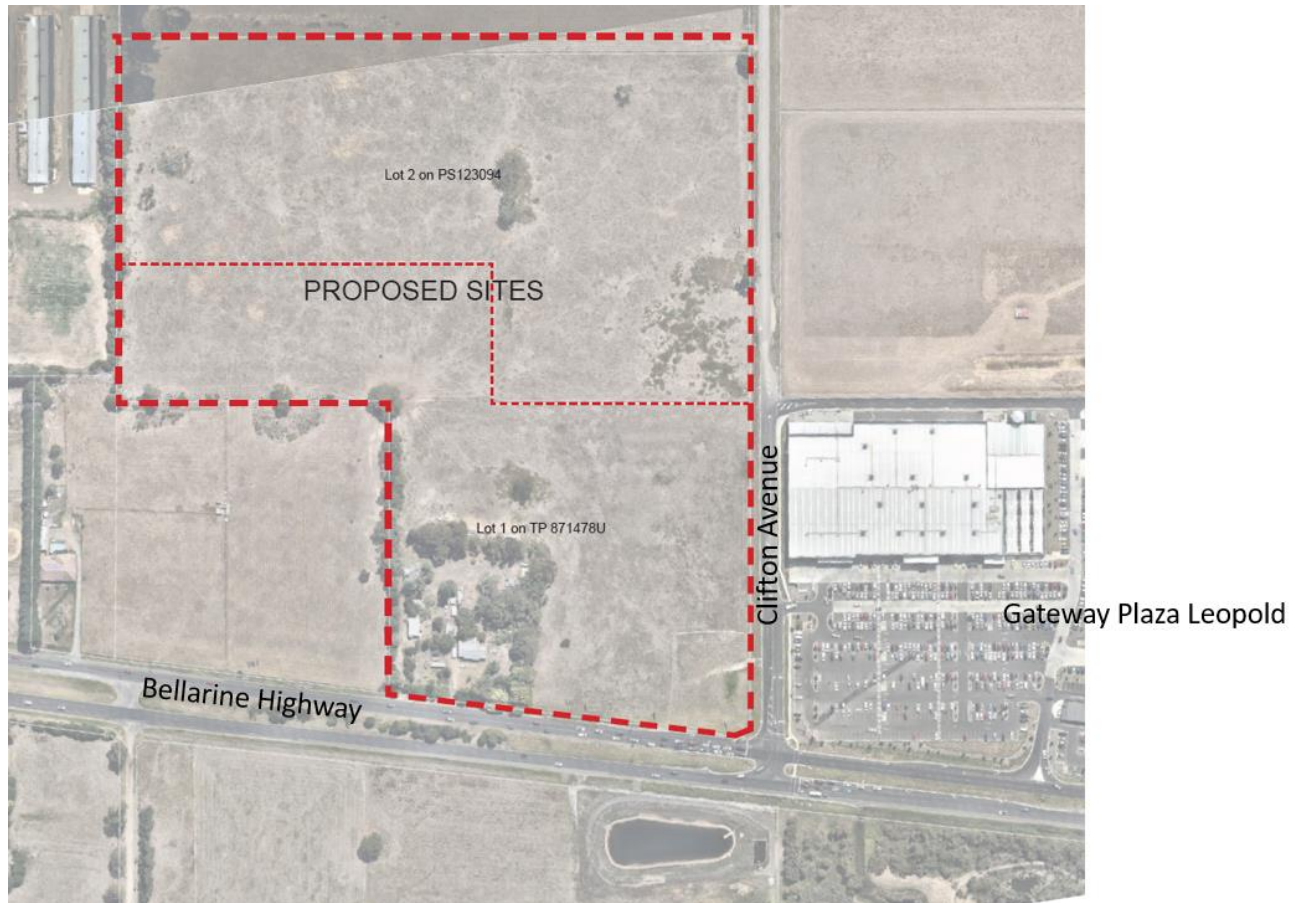 Lot 2 on PS123094
PROPOSED SITES
Lot 1 on TP 871478U
Clifton Avenue
Gateway Plaza Leopold
Bellarine Highway